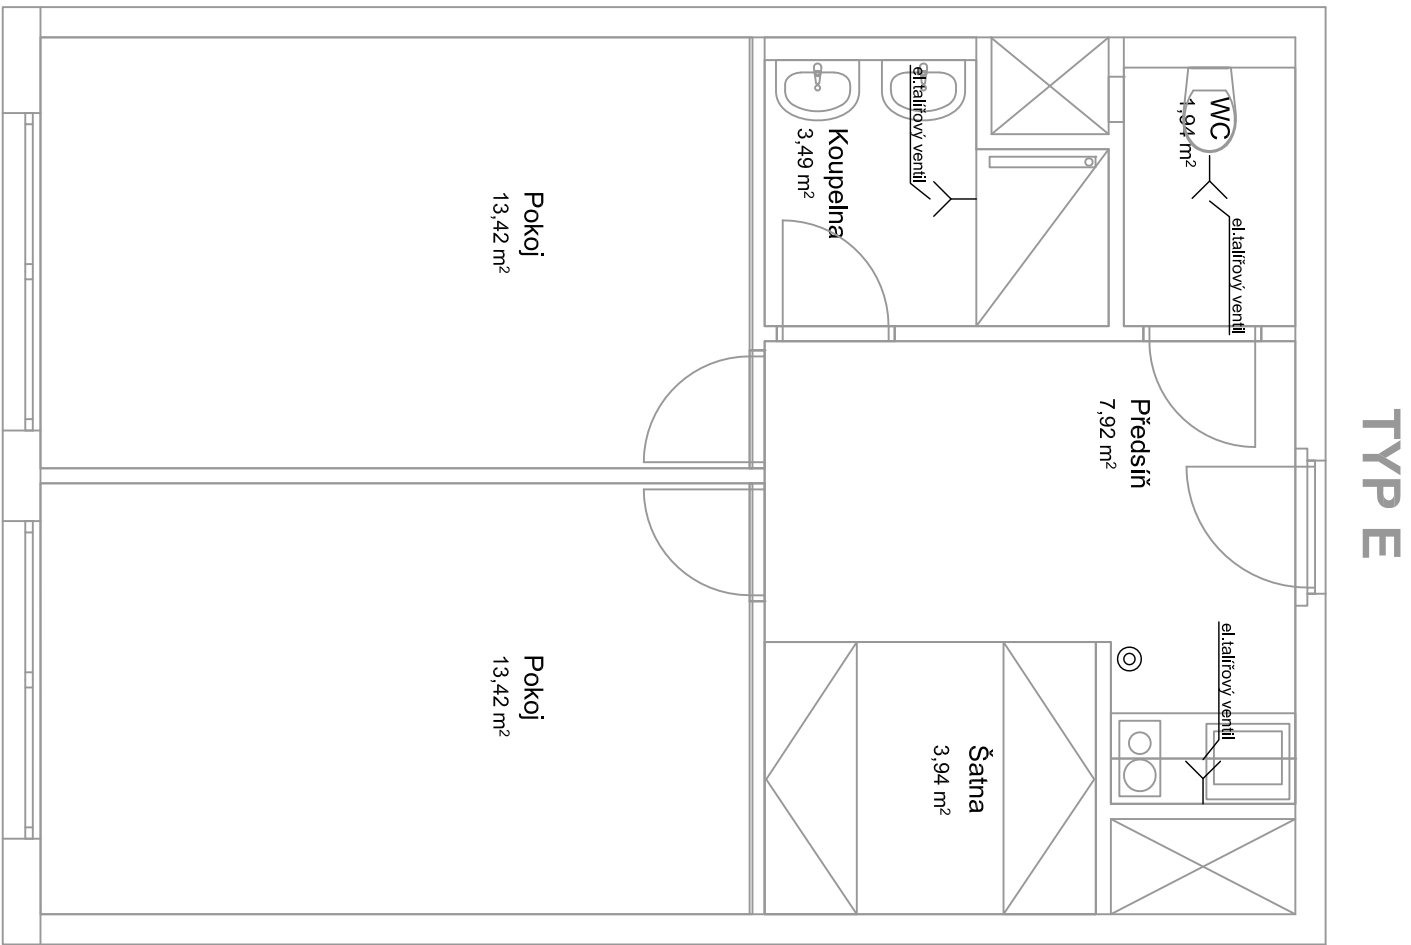 TYP E
WC
1,94 m²
el.talířový ventil
Předsíň
7,92 m²
el.talířový ventil
el.talířový ventil
Koupelna
3,49 m²
Šatna
3,94 m²
Pokoj
13,42 m²
Pokoj
13,42 m²